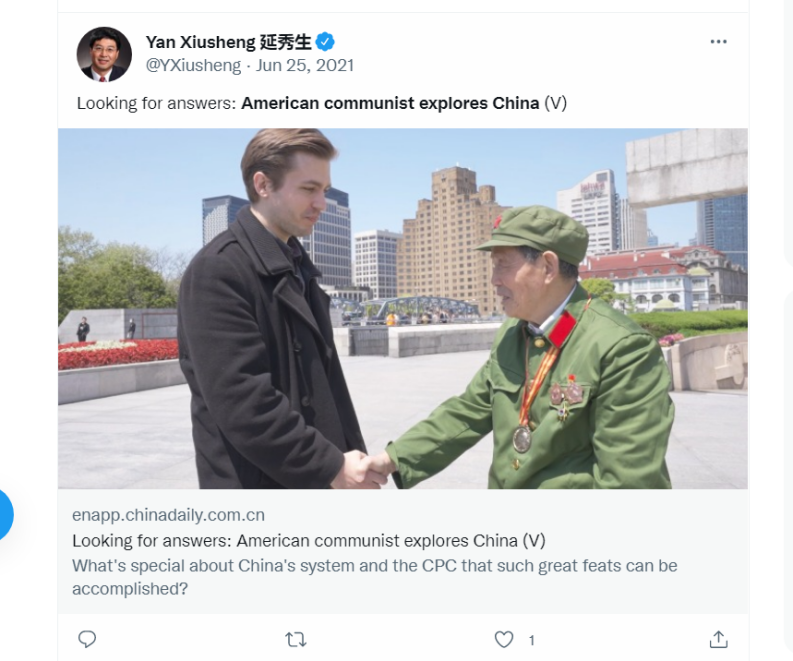 Yan Xiusheng 延秀生
@YXiusheng · Jun 25, 2021
Looking for answers: American communist explores China (V)
enapp.chinadaily.com.cn
Looking for answers: American communist explores China (V)
What's special about China's system and the CPC that such great feats can be
accomplished?
1